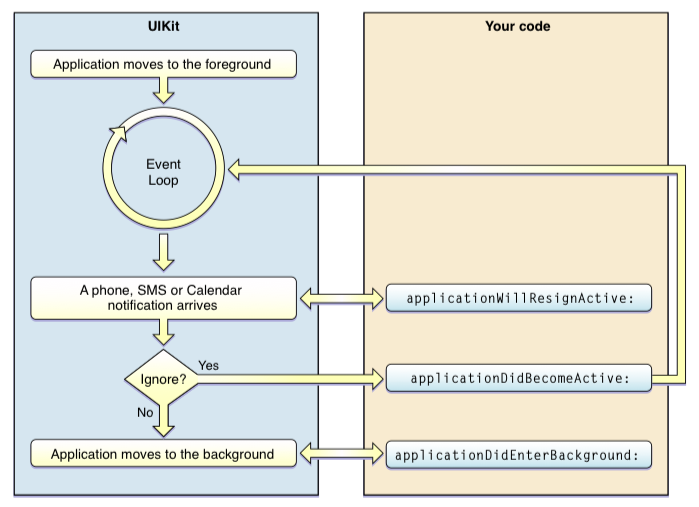 UIKit
Your code
Application moves to the foreground
Event
Loop
A phone, SMS or Calendar
notification arrives
applicationWillResignActive:
Ignore?
Yes
applicationDidBecomeActive:
No
Application moves to the background
applicationDidEnterBackground: